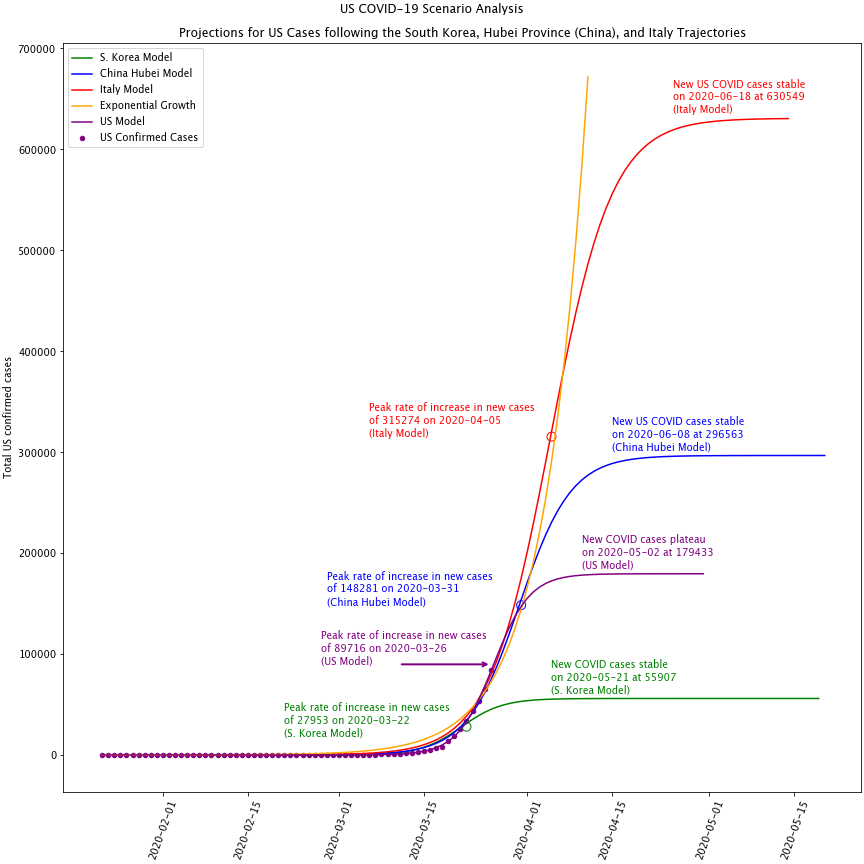 US COVID-19 Scenario Analysis
Projections for US Cases following the South Korea, Hubei Province (China), and Italy Trajectories
700000
600000
500000
400000
300000
200000
100000
0
Total US confirmed cases
S. Korea Model
China Hubei Model
Italy Model
Exponential Growth
US Model
US Confirmed Cases
New US COVID cases stable
on 2020-06-18 at 630549
(Italy Model)
Peak rate of increase in new cases
of 315274 on 2020-04-05
(Italy Model)
New US COVID cases stable
on 2020-06-08 at 296563
(China Hubei Model)
New COVID cases plateau
on 2020-05-02 at 179433
(US Model)
Peak rate of increase in new cases
of 148281 on 2020-03-31
(China Hubei Model)
Peak rate of increase in new cases
of 89716 on 2020-03-26
(US Model)
New COVID cases stable
on 2020-05-21 at 55907
(S. Korea Model)
Peak rate of increase in new cases
of 27953 on 2020-03-22
(S. Korea Model)
2020-02-01
2020-02-15
2020-03-01
2020-03-15
2020-04-01
2020-04-15
2020-05-01
2020-05-15